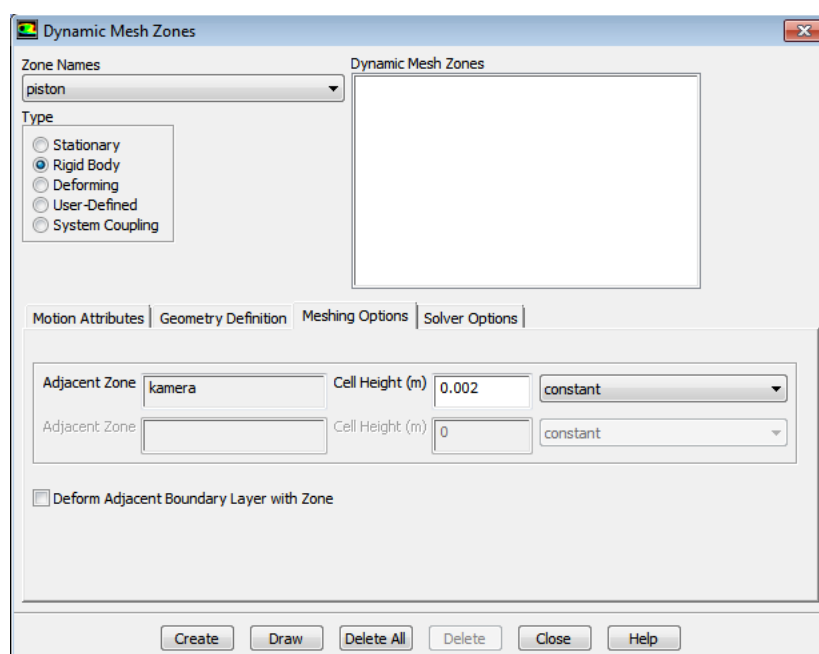 Dynamic Mesh Zones
Zone Names
piston
Dynamic Mesh Zones
Type
Stationary
Rigid Body
Deforming
User-Defined
System Coupling
Motion Attributes Geometry Definition Meshing Options Solver Options
Adjacent Zone kamera Cell Height (m) 0.002 constant
Adjacent Zone Cell Height (m) 0 constant
Deform Adjacent Boundary Layer with Zone
Create Draw Delete All Delete Close Help